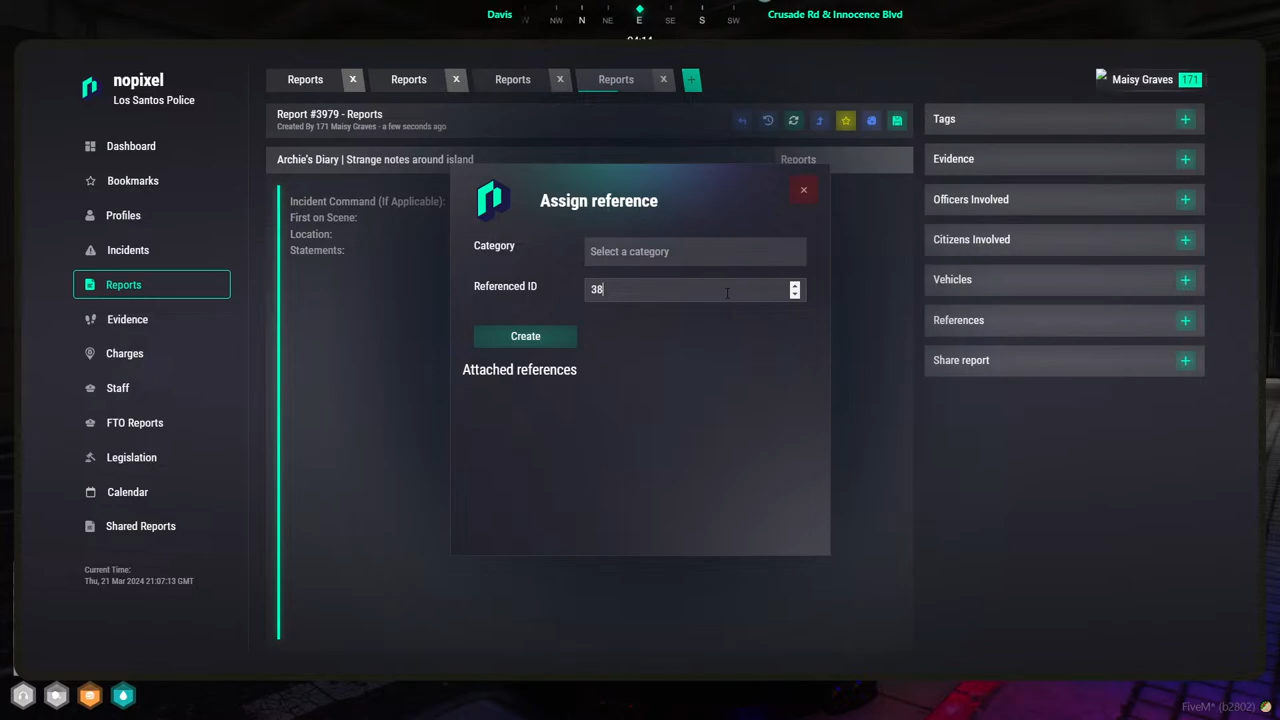 Davis
W NW N NE E SE S SW
Crusade Rd & Innocence Blvd
04:14
nopixel
Los Santos Police
Reports x
Reports x
Reports x
Reports x
+
Maisy Graves 171
Dashboard
Bookmarks
Profiles
Incidents
Reports
Evidence
Charges
Staff
FTO Reports
Legislation
Calendar
Shared Reports
Current Time:
Thu, 21 Mar 2024 21:07:13 GMT
Report #3979 - Reports
Created By 171 Maisy Graves - a few seconds ago
Archie's Diary | Strange notes around island
Reports
Incident Command (If Applicable):
First on Scene:
Location:
Statements:
Assign reference
×
Category
Select a category
Referenced ID
38
Create
Attached references
Tags +
Evidence +
Officers Involved +
Citizens Involved +
Vehicles +
References +
Share report +
FiveM* (b2802)